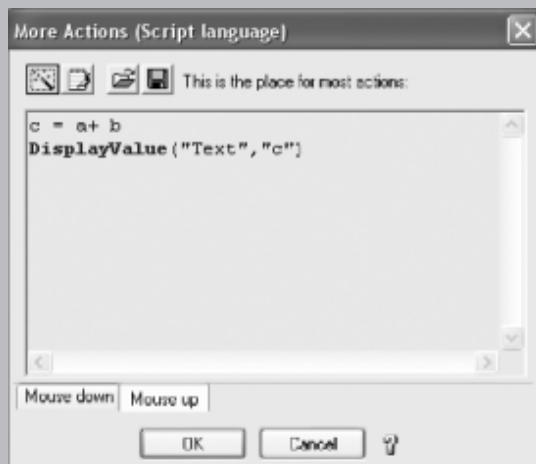 More Actions (Script language)
This is the place for most actions:
c = a+ b
DisplayValue("Text","c")
Mouse down
Mouse up
OK
Cancel
?